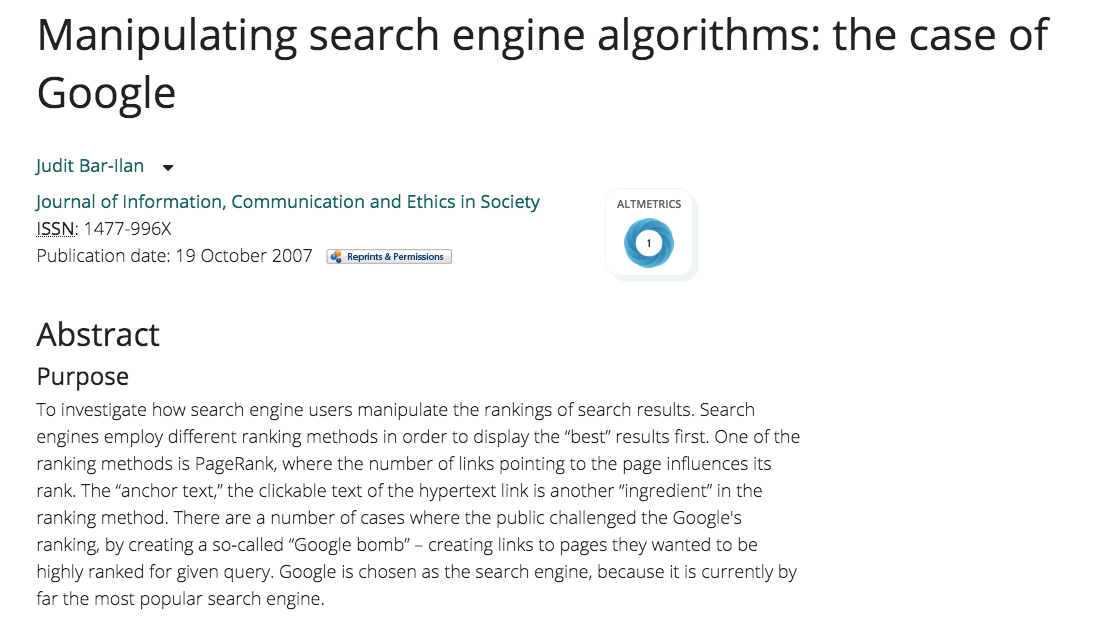 Manipulating search engine algorithms: the case of
Google
Judit Bar-Ilan
Journal of Information, Communication and Ethics in Society
ISSN: 1477-996X
Publication date: 19 October 2007
Reprints & Permissions
ALTMETRICS
1
Abstract
Purpose
To investigate how search engine users manipulate the rankings of search results. Search
engines employ different ranking methods in order to display the “best” results first. One of the
ranking methods is PageRank, where the number of links pointing to the page influences its
rank. The “anchor text,” the clickable text of the hypertext link is another “ingredient” in the
ranking method. There are a number of cases where the public challenged the Google's
ranking, by creating a so-called “Google bomb” – creating links to pages they wanted to be
highly ranked for given query. Google is chosen as the search engine, because it is currently by
far the most popular search engine.